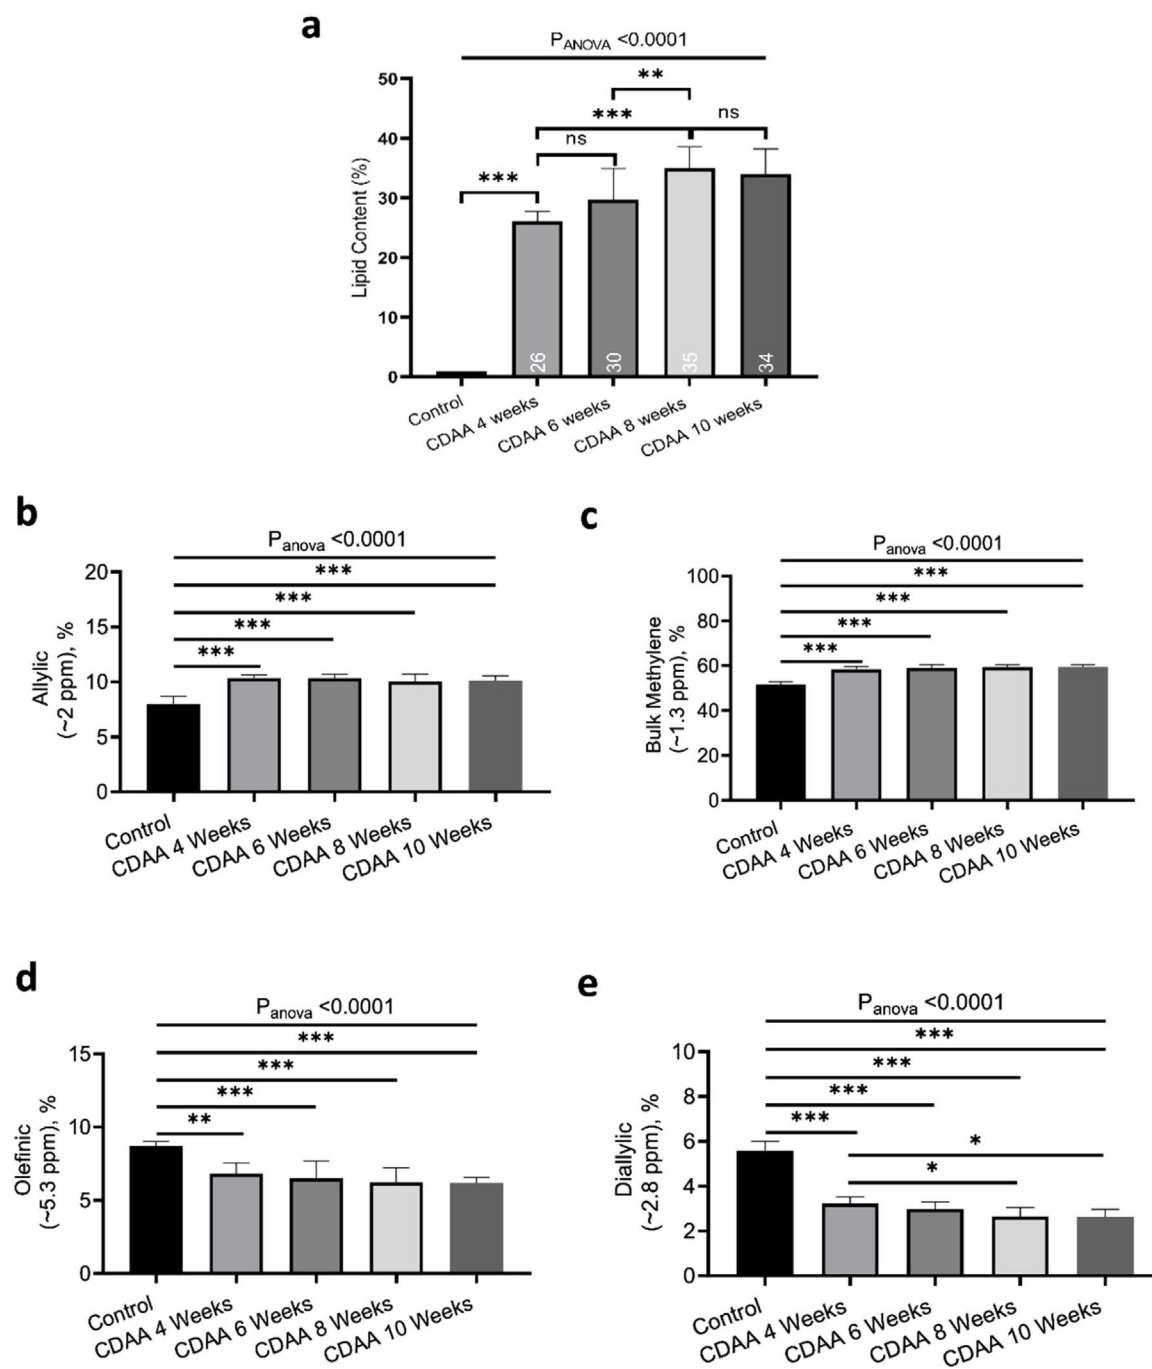 a
PANOVA <0.0001
**
***
ns
ns
***
50
40
30
20
10
0
Lipid Content (%)
26
30
35
34
Control
CDAA 4 weeks
CDAA 6 weeks
CDAA 8 weeks
CDAA 10 weeks
b
Panova <0.0001
***
***
***
***
20
15
10
5
0
Allylic
(~2 ppm), %
Control
CDAA 4 Weeks
CDAA 6 Weeks
CDAA 8 Weeks
CDAA 10 Weeks
c
Panova <0.0001
***
***
***
***
100
80
60
40
20
0
Bulk Methylene
(~1.3 ppm), %
Control
CDAA 4 Weeks
CDAA 6 Weeks
CDAA 8 Weeks
CDAA 10 Weeks
d
Panova <0.0001
***
***
***
**
15
10
5
0
Olefinic
(~5.3 ppm), %
Control
CDAA 4 Weeks
CDAA 6 Weeks
CDAA 8 Weeks
CDAA 10 Weeks
e
Panova <0.0001
***
***
***
***
*
*
10
8
6
4
2
0
Diallylic
(~2.8 ppm), %
Control
CDAA 4 Weeks
CDAA 6 Weeks
CDAA 8 Weeks
CDAA 10 Weeks